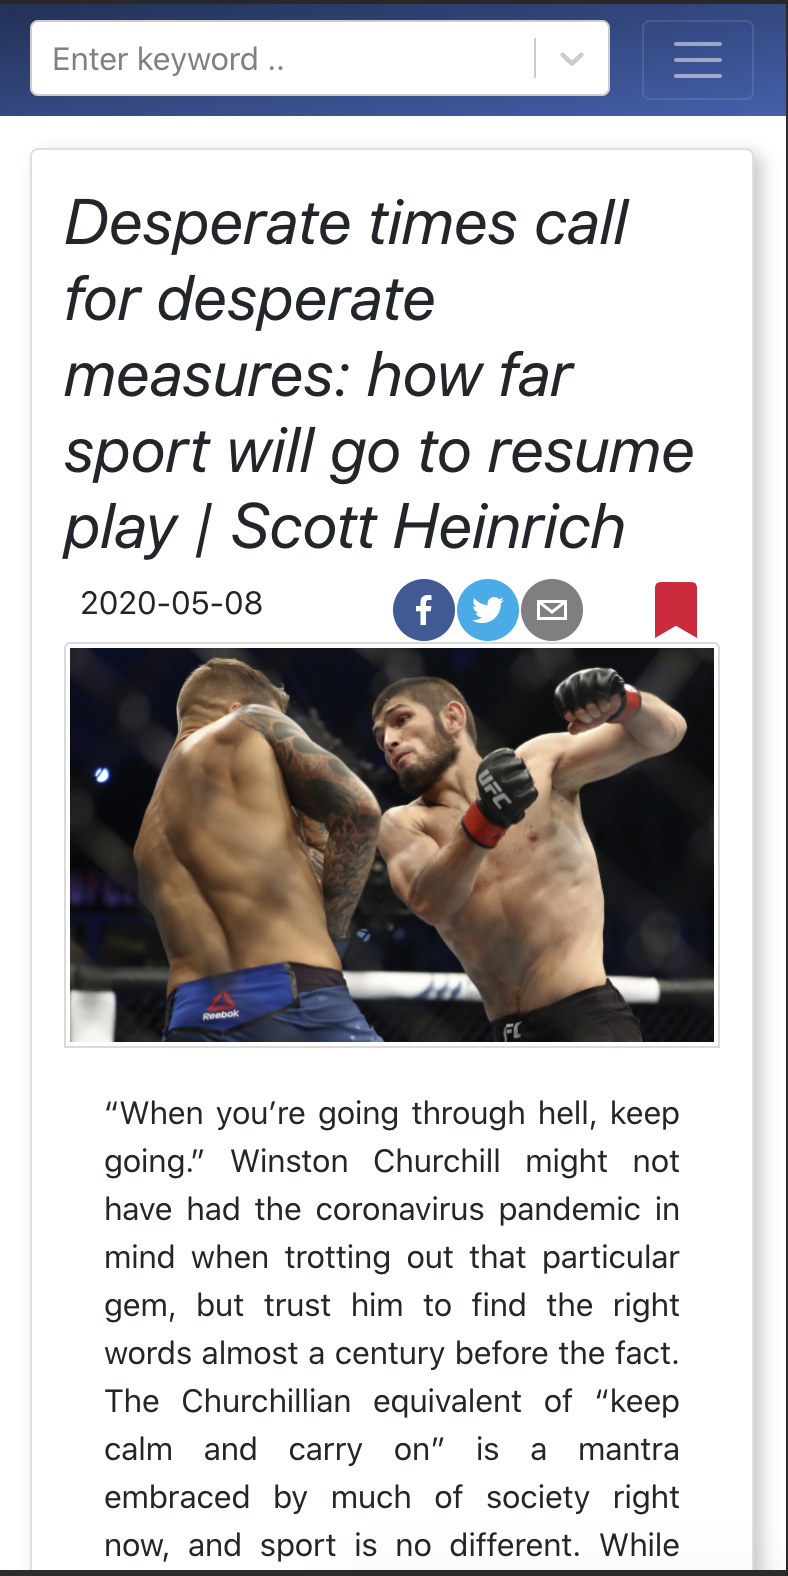 Enter keyword ..
Desperate times call
for desperate
measures: how far
sport will go to resume
play | Scott Heinrich
2020-05-08
UFC
Reebok
FC
“When you’re going through hell, keep
going.” Winston Churchill might not
have had the coronavirus pandemic in
mind when trotting out that particular
gem, but trust him to find the right
words almost a century before the fact.
The Churchillian equivalent of “keep
calm and carry on” is a mantra
embraced by much of society right
now, and sport is no different. While